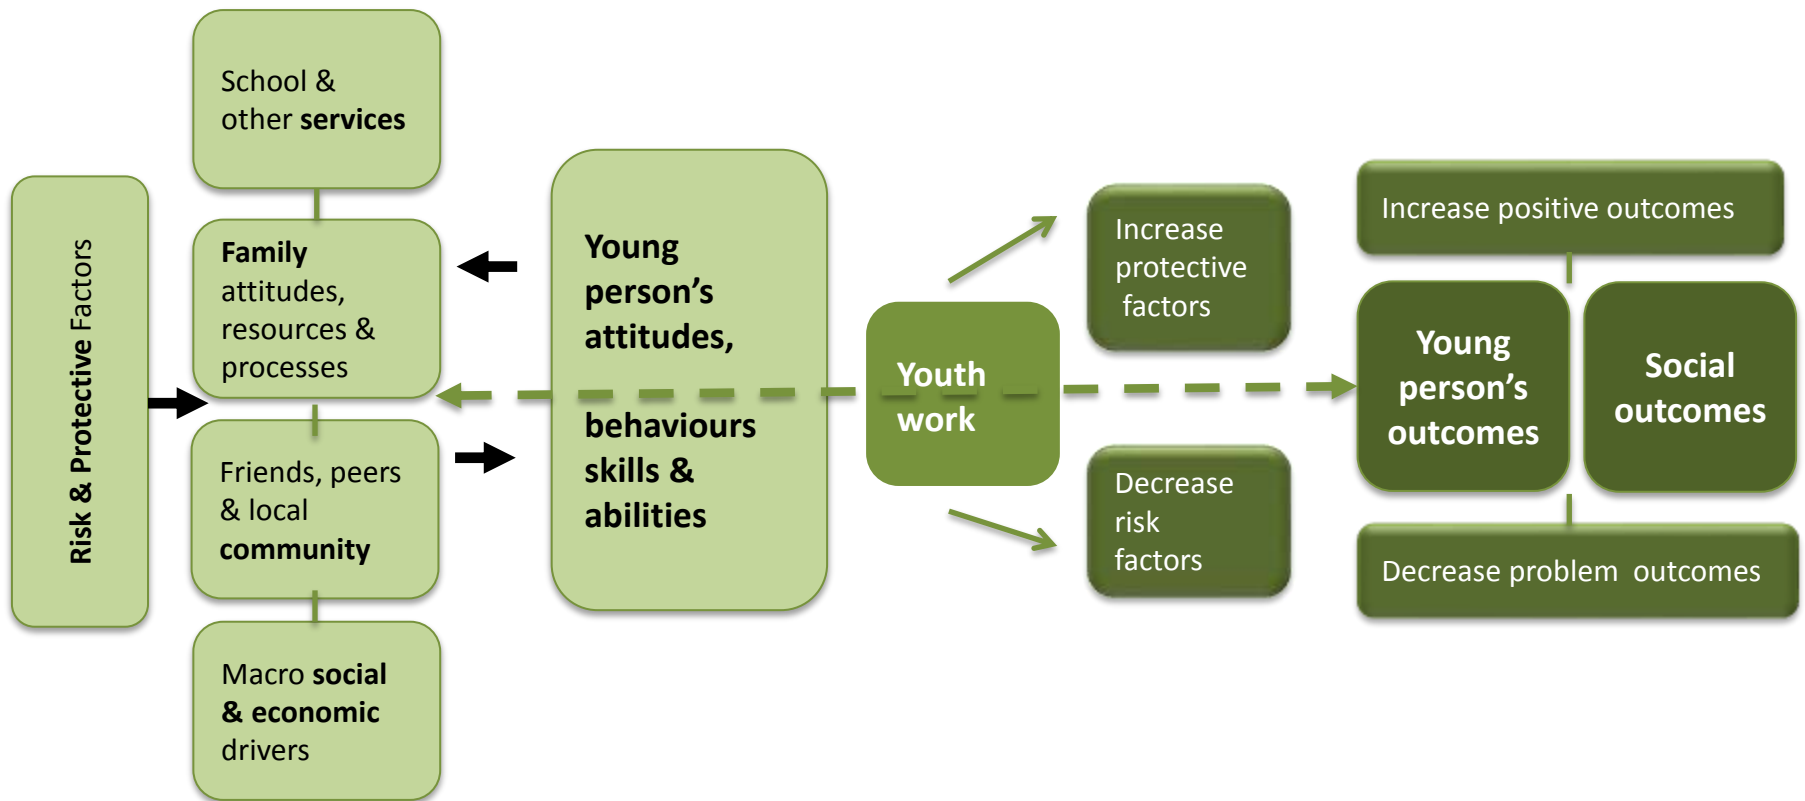 Risk & Protective Factors
School &
other services
Family
attitudes,
resources &
processes
Friends, peers
& local
community
Macro social
& economic
drivers
Young
person’s
attitudes,
behaviours
skills &
abilities
Youth
work
Increase
protective
factors
Decrease
risk
factors
Increase positive outcomes
Young
person’s
outcomes
Social
outcomes
Decrease problem outcomes